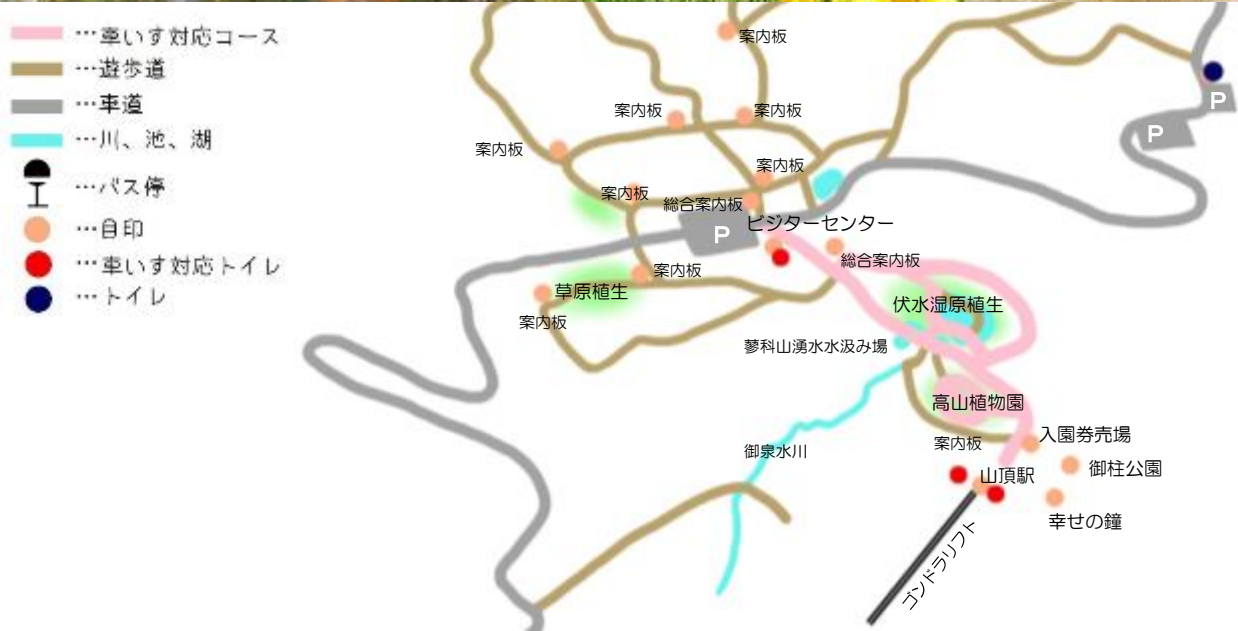 …車いす対応コース
…遊歩道
…車道
…川、池、湖
…バス停
…目印
…車いす対応トイレ
…トイレ
案内板
案内板
案内板
案内板
案内板
案内板
総合案内板
P
P
P
ビジターセンター
総合案内板
案内板
草原植生
案内板
伏水湿原植生
蓼科山湧水水汲み場
高山植物園
入園券売場
案内板
御泉水川
山頂駅
御柱公園
幸せの鐘
ゴンドラリフト